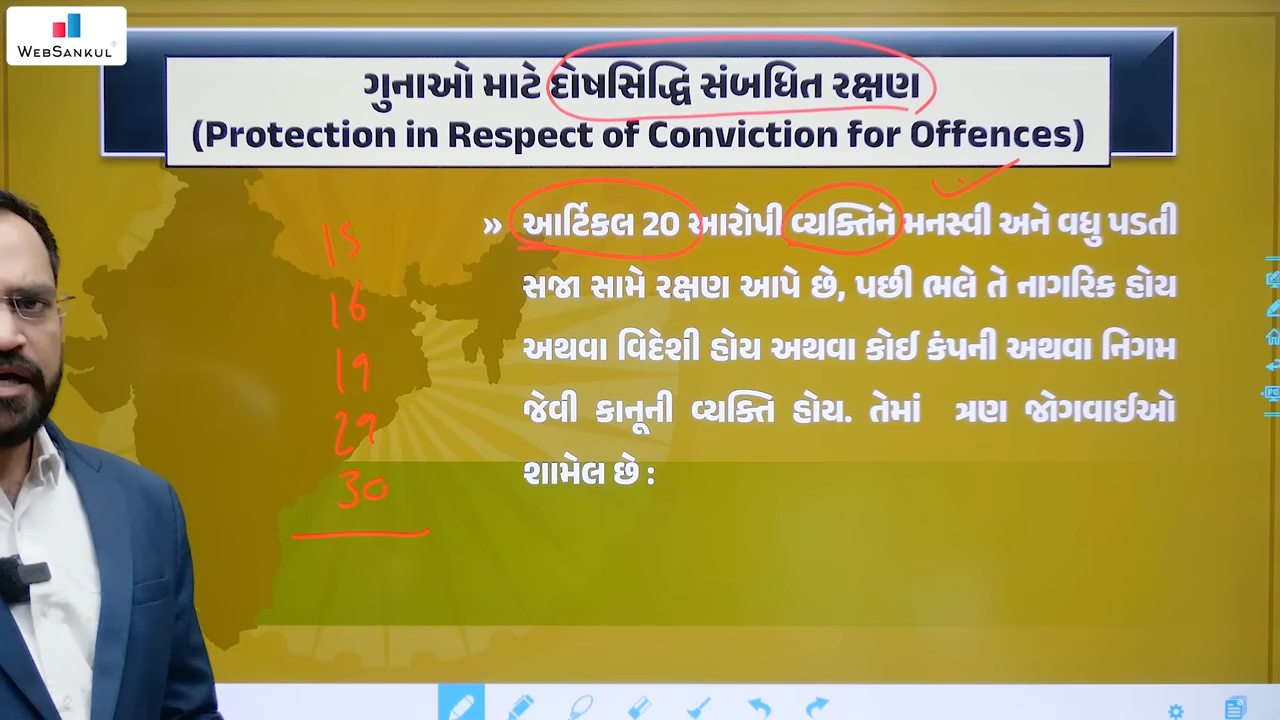 WEBSANKUL
ગુનાઓ માટે દોષસિદ્ધિ સંબધિત રક્ષણ
(Protection in Respect of Conviction for Offences)
» આર્ટિકલ 20 આરોપી વ્યક્તિને મનસ્વી અને વધુ પડતી
સજા સામે રક્ષણ આપે છે, પછી ભલે તે નાગરિક હોય
અથવા વિદેશી હોય અથવા કોઈ કંપની અથવા નિગમ
જેવી કાનૂની વ્યક્તિ હોય. તેમાં ત્રણ જોગવાઈઓ
શામેલ છે :
15
16
19
29
30